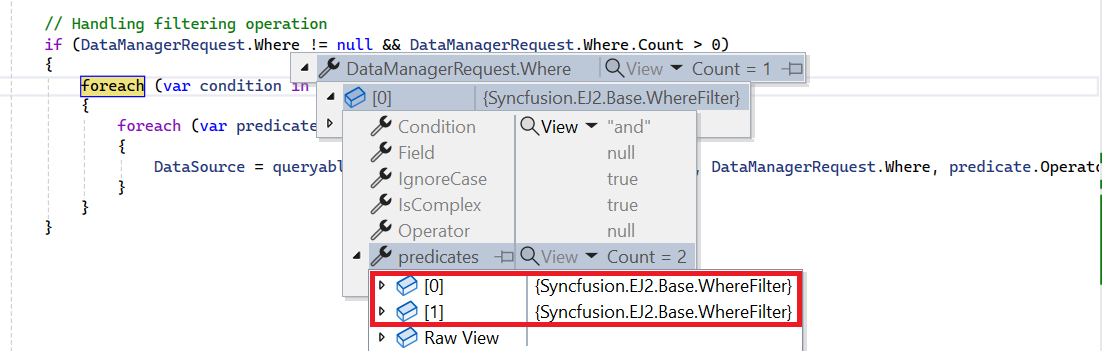 // Handling filtering operation
if (DataManagerRequest.Where != null && DataManagerRequest.Where.Count > 0)
{
DataManagerRequest.Where View Count = 1
foreach (var condition in
[0] {Syncfusion.EJ2.Base.WhereFilter}
{
foreach (var predicate
Condition View "and"
{
Field null
DataSource = queryabl , DataManagerRequest.Where, predicate.Operato
IgnoreCase true
}
IsComplex true
}
Operator null
}
predicates View Count = 2
[0] {Syncfusion.EJ2.Base.WhereFilter}
[1] {Syncfusion.EJ2.Base.WhereFilter}
Raw View